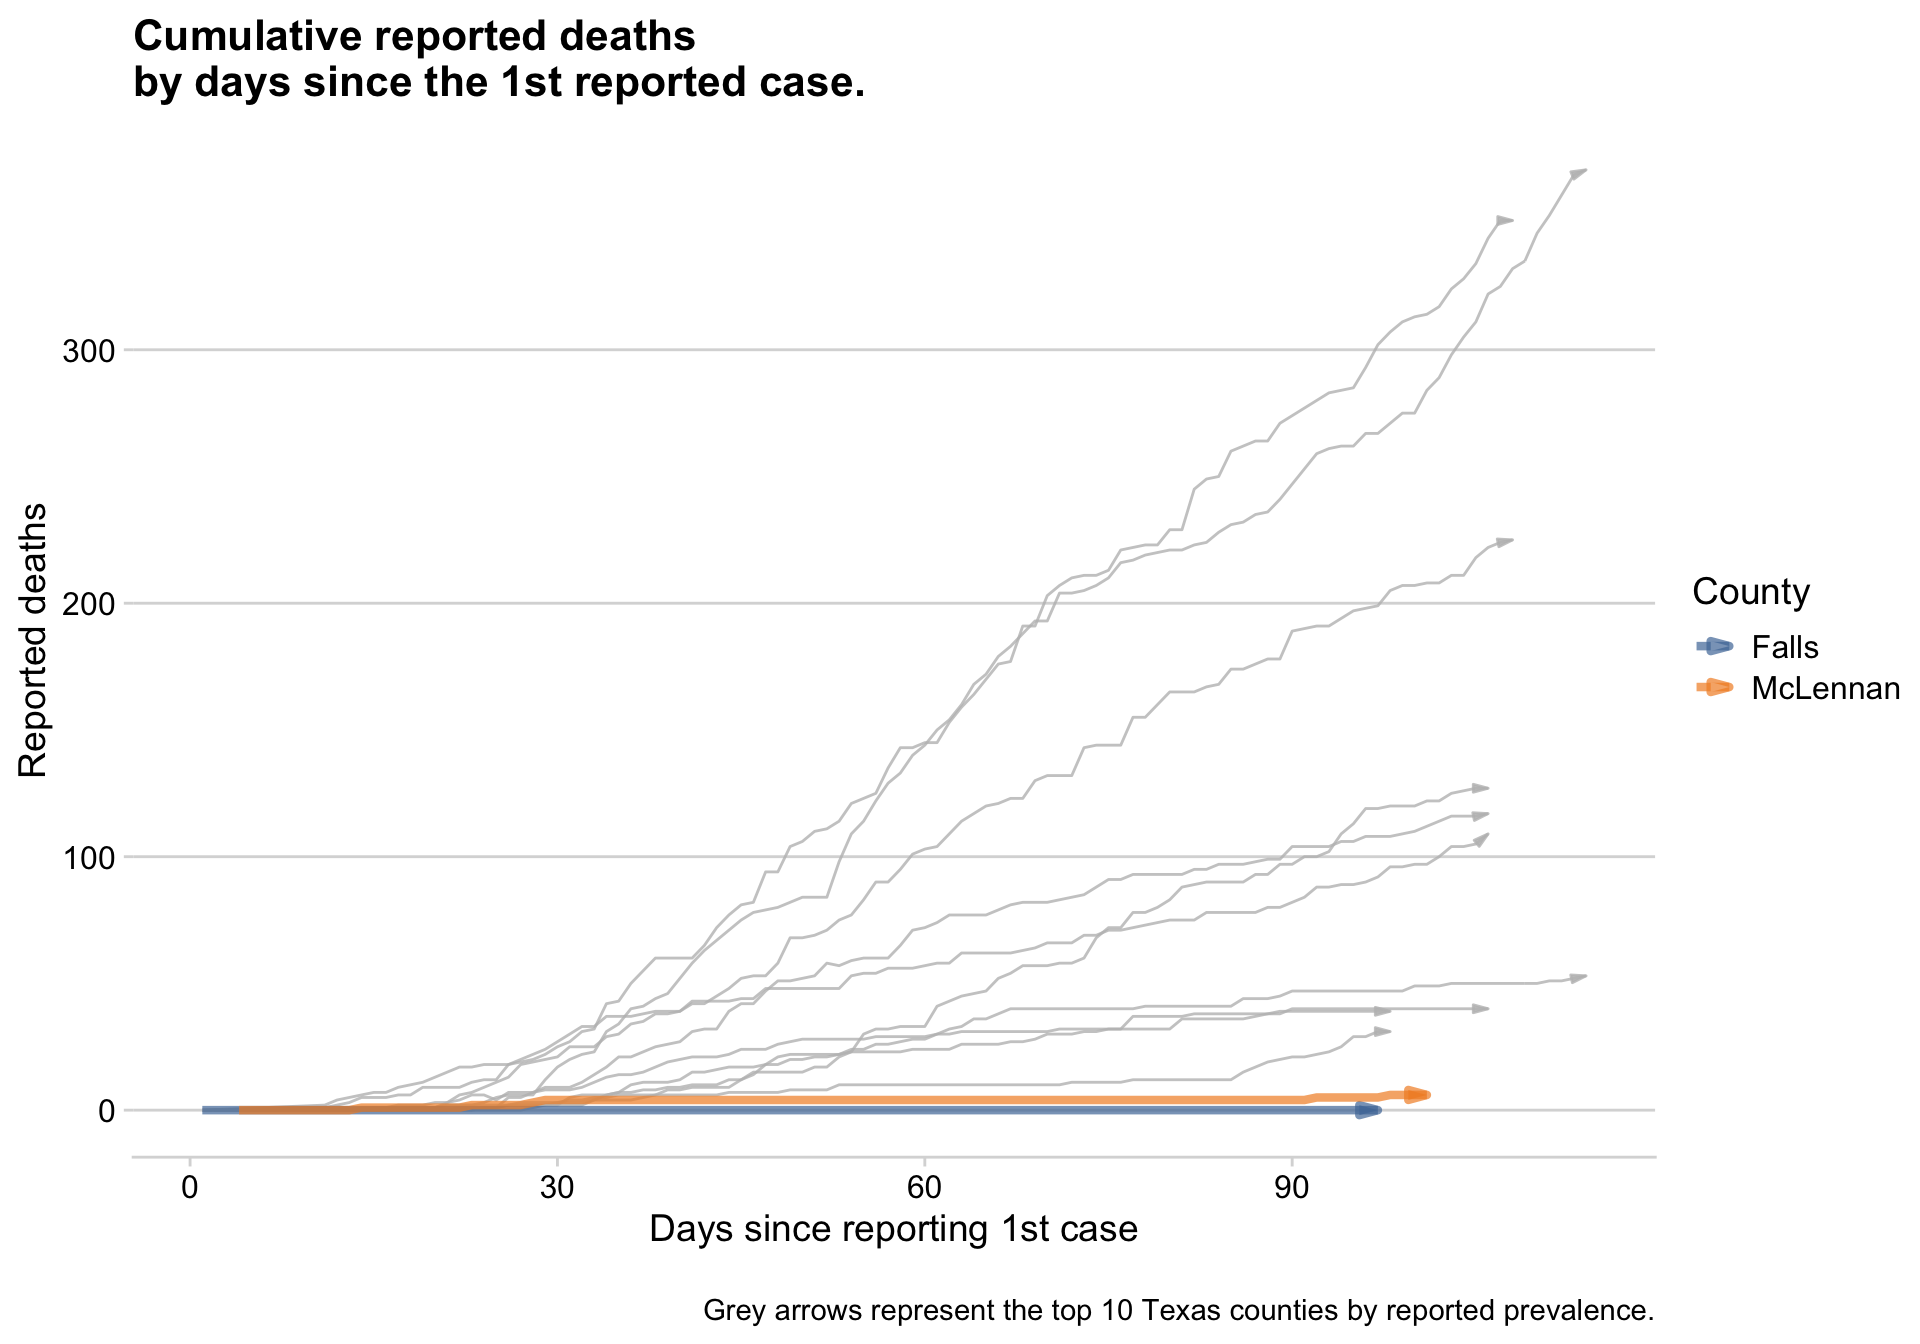 Cumulative reported deaths
by days since the 1st reported case.
Reported deaths
300
200
100
0
0
30
60
90
Days since reporting 1st case
County
Falls
McLennan
Grey arrows represent the top 10 Texas counties by reported prevalence.